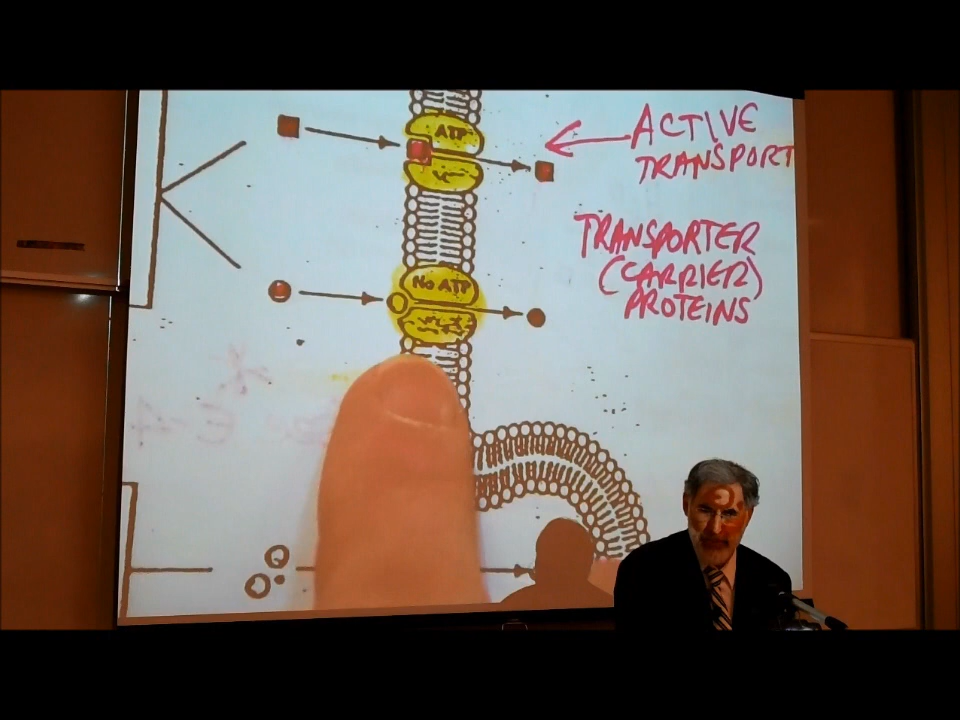 ATP
ACTIVE
TRANSPORT
TRANSPORTER
(CARRIER)
PROTEINS
No ATP